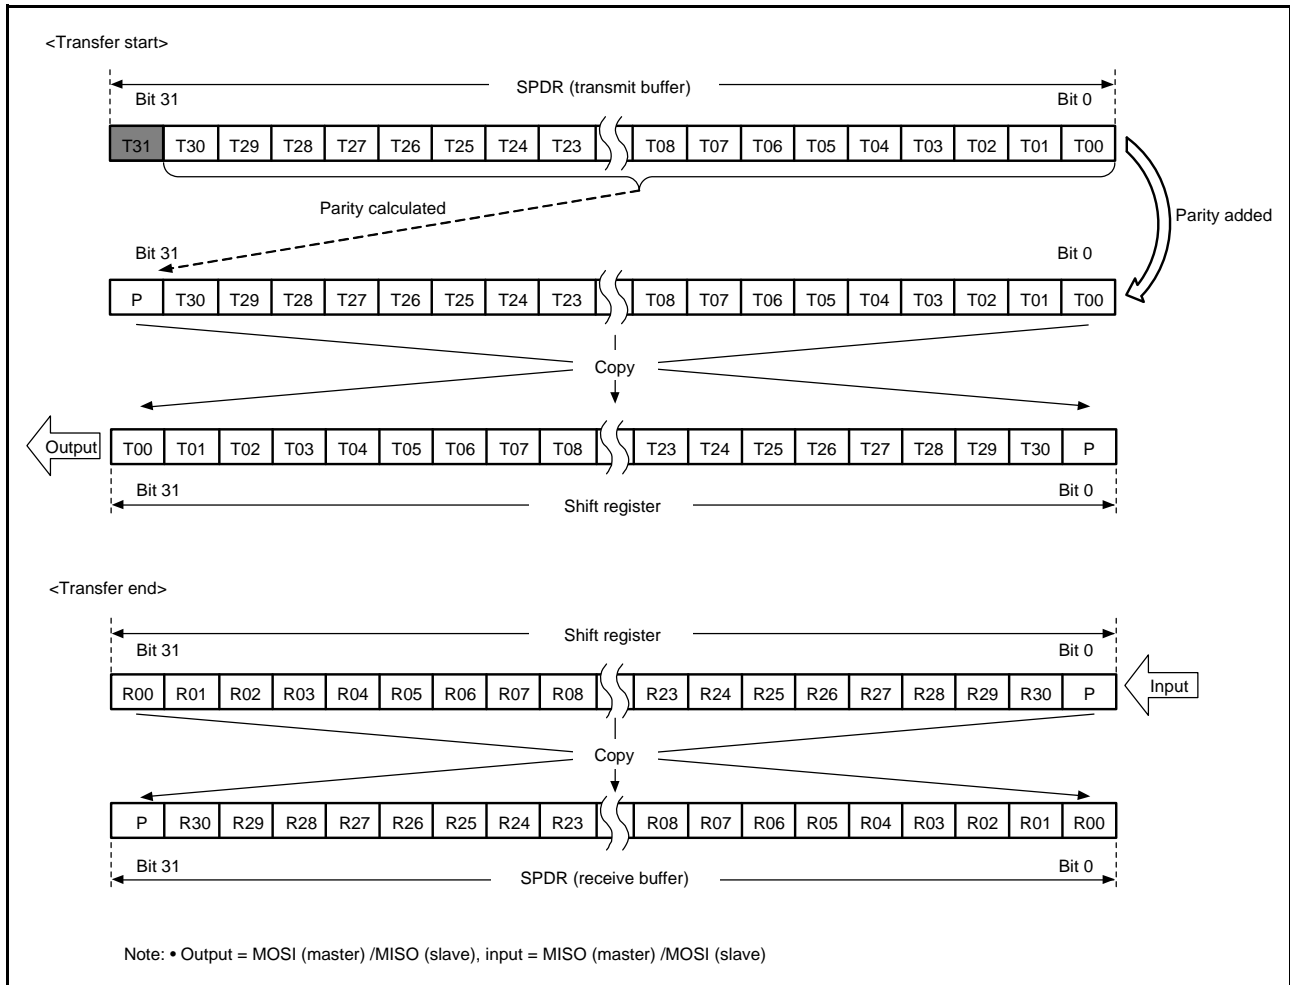 <Transfer start>
SPDR (transmit buffer)
Bit 31 Bit 0
T31 T30 T29 T28 T27 T26 T25 T24 T23 T08 T07 T06 T05 T04 T03 T02 T01 T00
Parity calculated
Parity added
Bit 31 Bit 0
P T30 T29 T28 T27 T26 T25 T24 T23 T08 T07 T06 T05 T04 T03 T02 T01 T00
Copy
Output
T00 T01 T02 T03 T04 T05 T06 T07 T08 T23 T24 T25 T26 T27 T28 T29 T30 P
Bit 31 Bit 0
Shift register
<Transfer end>
Shift register
Bit 31 Bit 0
R00 R01 R02 R03 R04 R05 R06 R07 R08 R23 R24 R25 R26 R27 R28 R29 R30 P
Input
Copy
P R30 R29 R28 R27 R26 R25 R24 R23 R08 R07 R06 R05 R04 R03 R02 R01 R00
Bit 31 Bit 0
SPDR (receive buffer)
Note: • Output = MOSI (master) /MISO (slave), input = MISO (master) /MOSI (slave)